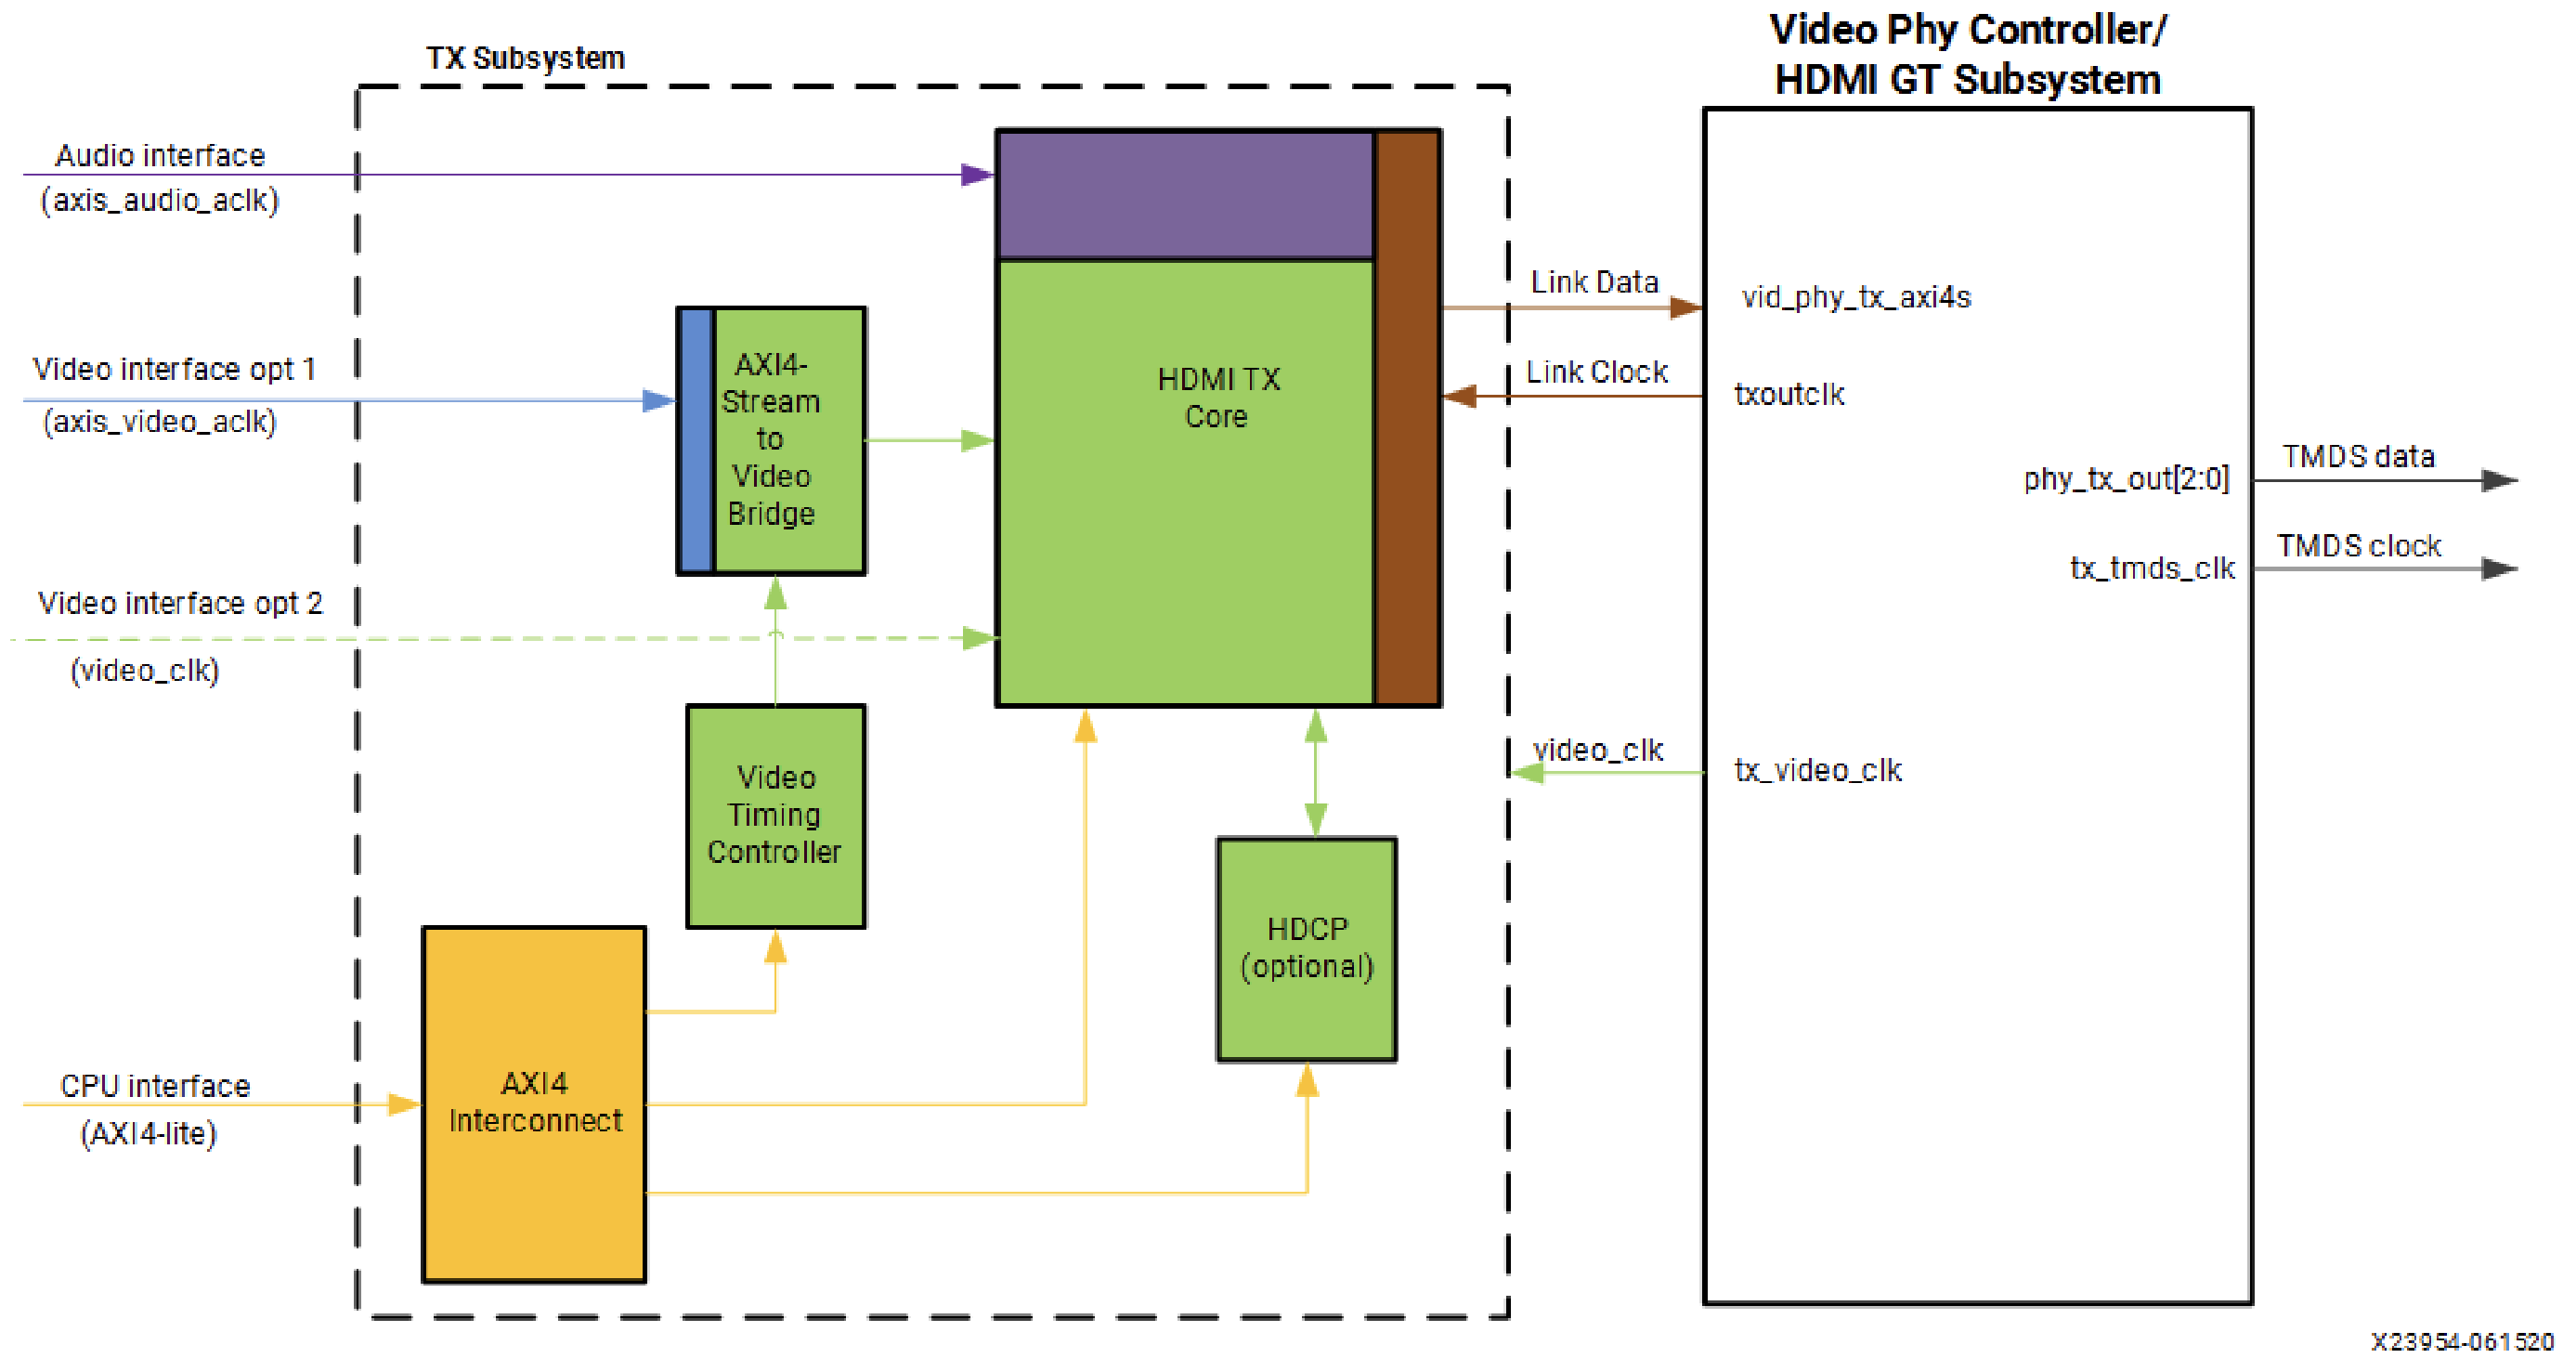 Video Phy Controller/
HDMI GT Subsystem
TX Subsystem
Audio interface
(axis_audio_aclk)
Video interface opt 1
(axis_video_aclk)
Video interface opt 2
(video_clk)
CPU interface
(AXI4-lite)
AXI4-
Stream
to
Video
Bridge
HDMI TX
Core
Video
Timing
Controller
HDCP
(optional)
AXI4
Interconnect
Link Data
Link Clock
video_clk
vid_phy_tx_axi4s
txoutclk
phy_tx_out[2:0]
tx_tmds_clk
tx_video_clk
TMDS data
TMDS clock
X23954-061520